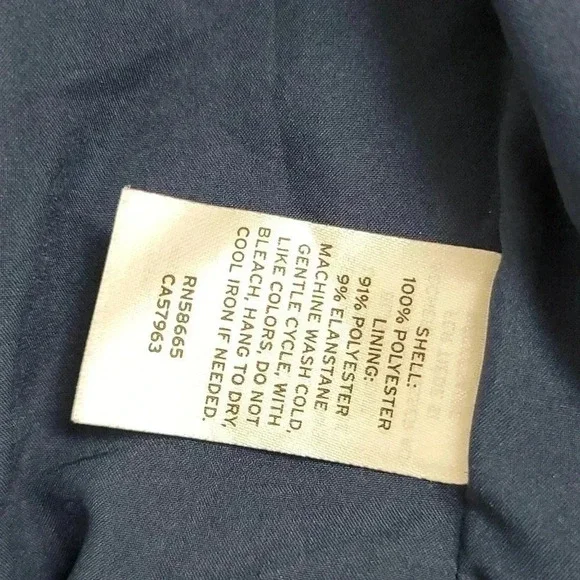 SHELL:
100% POLYESTER
LINING:
91% POLYESTER
9% ELANSTANE
MACHINE WASH COLD,
GENTLE CYCLE, WITH
LIKE COLORS, DO NOT
BLEACH, HANG TO DRY,
COOL IRON IF NEEDED.
RN58665
CA57963